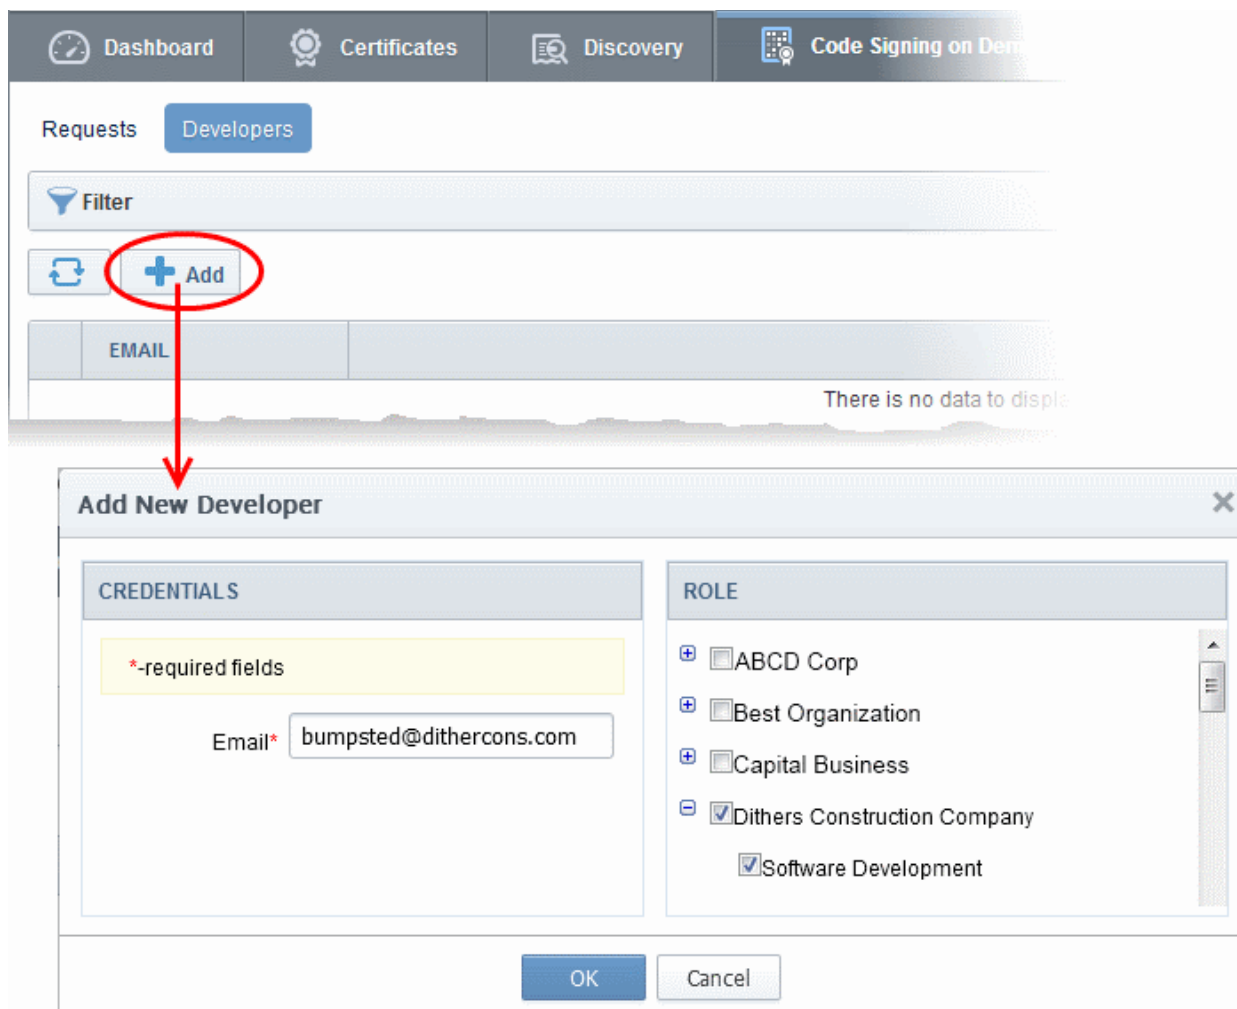 Dashboard Certificates Discovery Code Signing on Dem
Requests Developers
Filter
Add
EMAIL
There is no data to displa
Add New Developer
CREDENTIALS ROLE
*-required fields
Email* bumpsted@dithercons.com
ABCD Corp
Best Organization
Capital Business
Dithers Construction Company
Software Development
OK Cancel